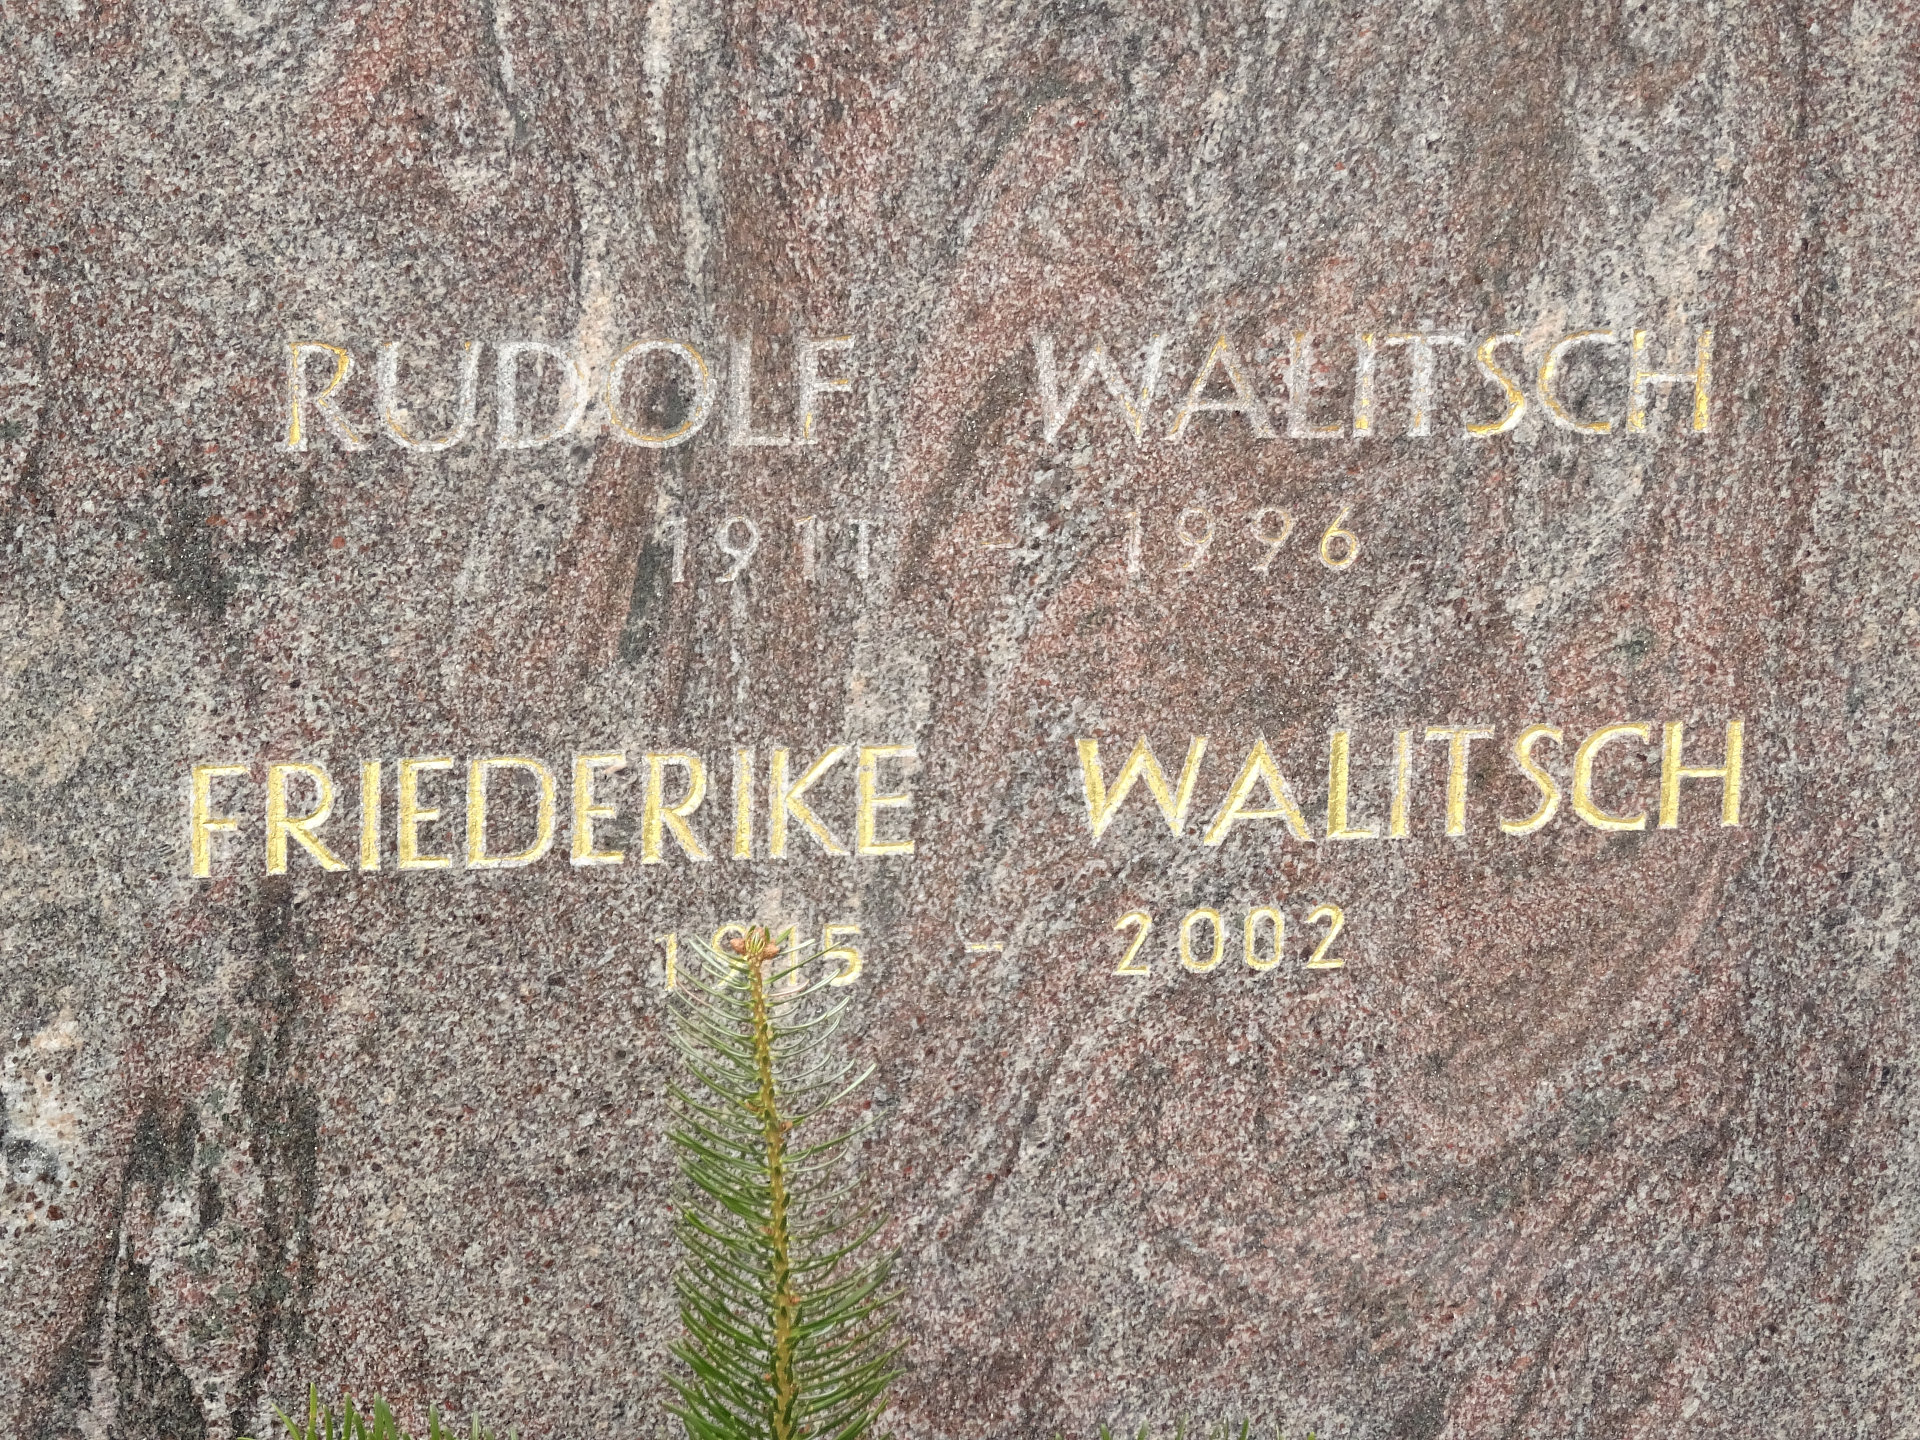 RUDOLF WALITSCH
1911 - 1996
FRIEDERIKE WALITSCH
1915 - 2002